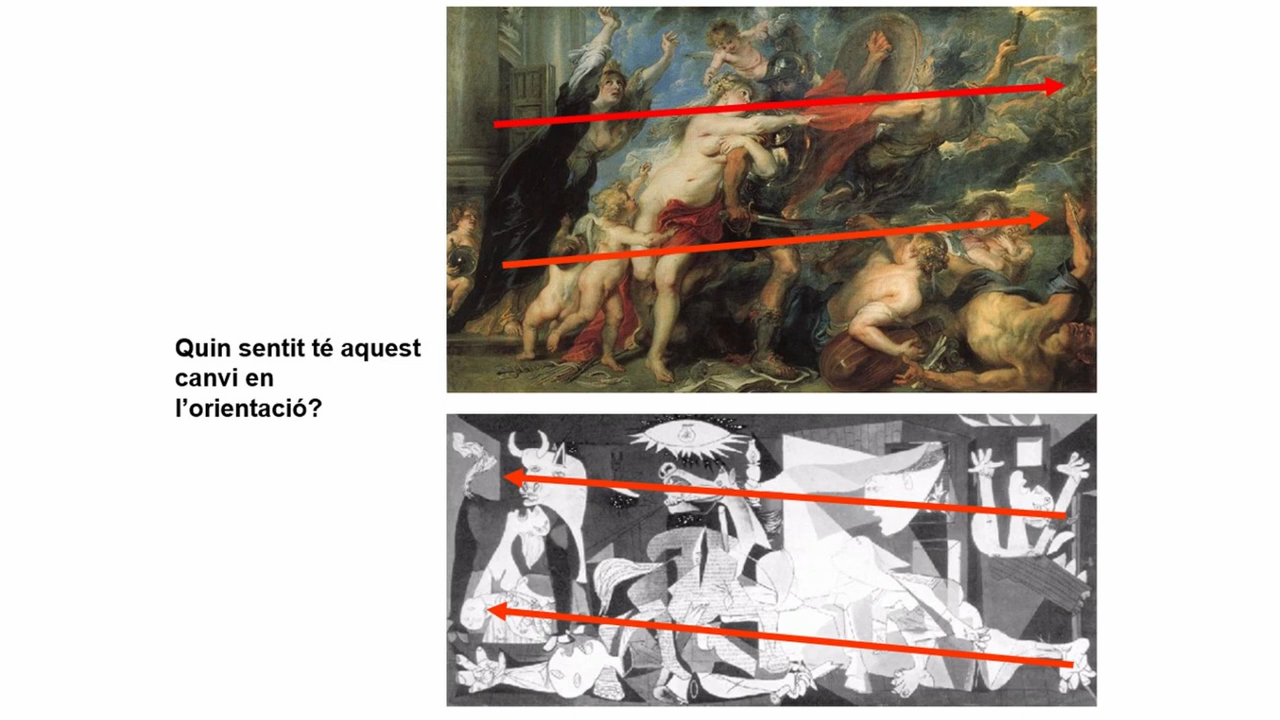 Quin sentit té aquest
canvi en
l’orientació?